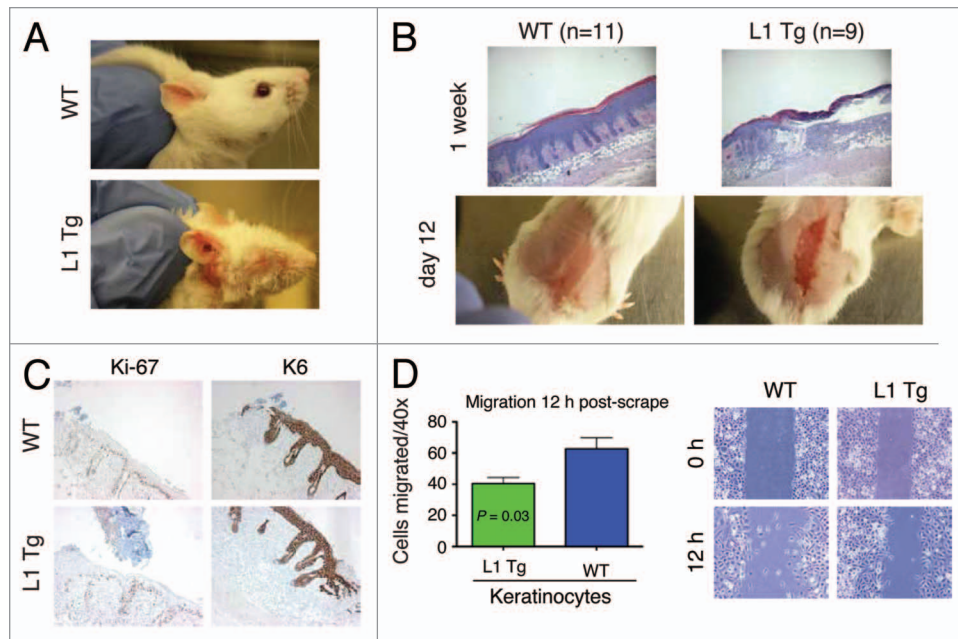 A
WT
L1 Tg
B
WT (n=11)
L1 Tg (n=9)
1 week
day 12
C
Ki-67
K6
WT
L1 Tg
D
Migration 12 h post-scrape
Cells migrated/40x
80
60
40
20
0
P = 0.03
L1 Tg
WT
Keratinocytes
WT
L1 Tg
0 h
12 h